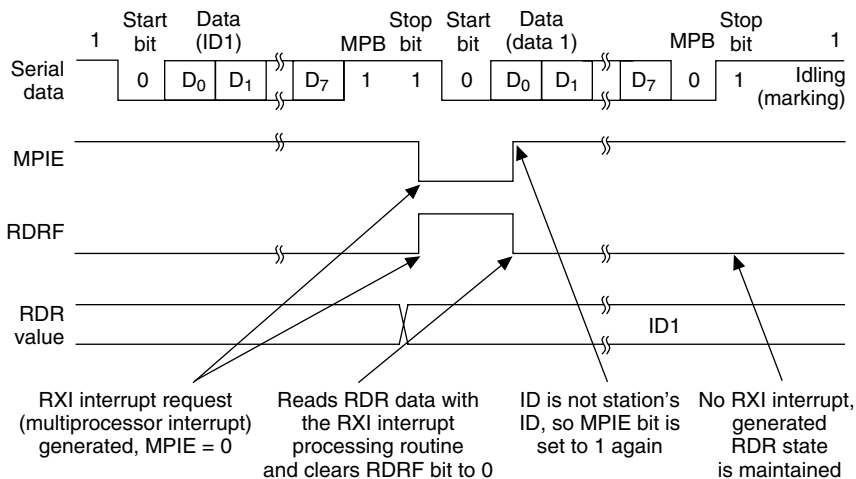 1
Start bit
Data (ID1)
MPB
Stop bit
Start bit
Data (data 1)
MPB
Stop bit
1
Serial data
0
D0
D1
D7
1
1
0
D0
D1
D7
0
1
Idling (marking)
MPIE
RDRF
RDR value
ID1
RXI interrupt request
(multiprocessor interrupt)
generated, MPIE = 0
Reads RDR data with
the RXI interrupt
processing routine
and clears RDRF bit to 0
ID is not station's
ID, so MPIE bit is
set to 1 again
No RXI interrupt,
generated
RDR state
is maintained